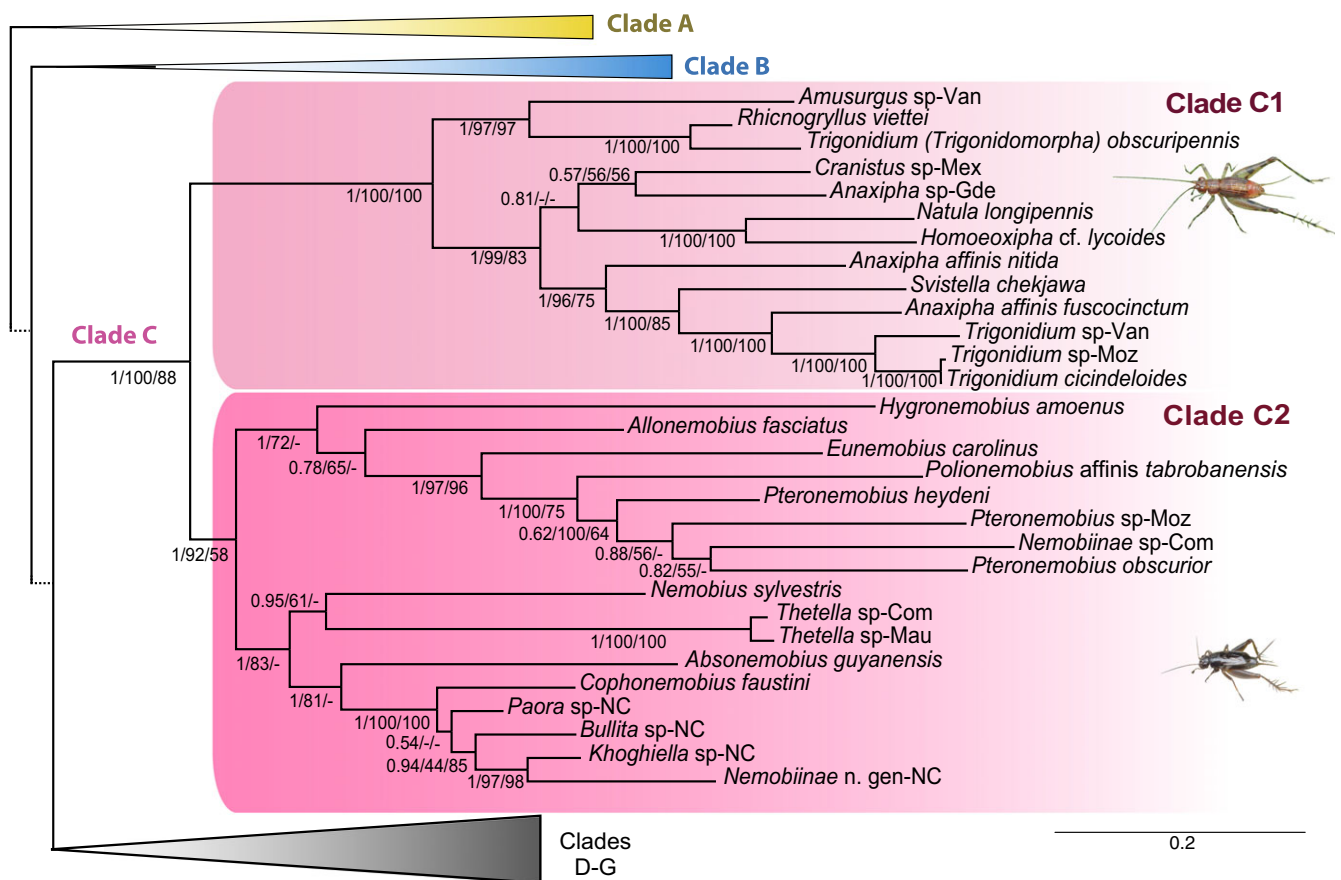 Clade A
Clade B
Clade C1
Amusurgus sp-Van
Rhicnogryllus viettei
1/97/97
1/100/100
Trigonidium (Trigonidomorpha) obscuripennis
Cranistus sp-Mex
0.57/56/56
1/100/100
Anaxipha sp-Gde
0.81/-/-
Natula longipennis
1/100/100
Homoeoxipha cf. lycoides
1/99/83
Anaxipha affinis nitida
Svistella chekjawa
1/96/75
Anaxipha affinis fuscocinctum
1/100/85
Trigonidium sp-Van
Clade C
1/100/100
Trigonidium sp-Moz
1/100/100
1/100/88
1/100/100
Trigonidium cicindeloides
Hygronemobius amoenus
Clade C2
Allonemobius fasciatus
1/72/-
Eunemobius carolinus
0.78/65/-
Polionemobius affinis tabrobanensis
1/97/96
Pteronemobius heydeni
1/100/75
Pteronemobius sp-Moz
0.62/100/64
Nemobiinae sp-Com
1/92/58
0.88/56/-
0.82/55/-
Pteronemobius obscurior
Nemobius sylvestris
0.95/61/-
Thetella sp-Com
1/100/100
Thetella sp-Mau
Absonemobius guyanensis
1/83/-
Cophonemobius faustini
1/81/-
Paora sp-NC
1/100/100
Bullita sp-NC
0.54/-/-
Khoghiella sp-NC
0.94/44/85
1/97/98
Nemobiinae n. gen-NC
Clades
D-G
0.2